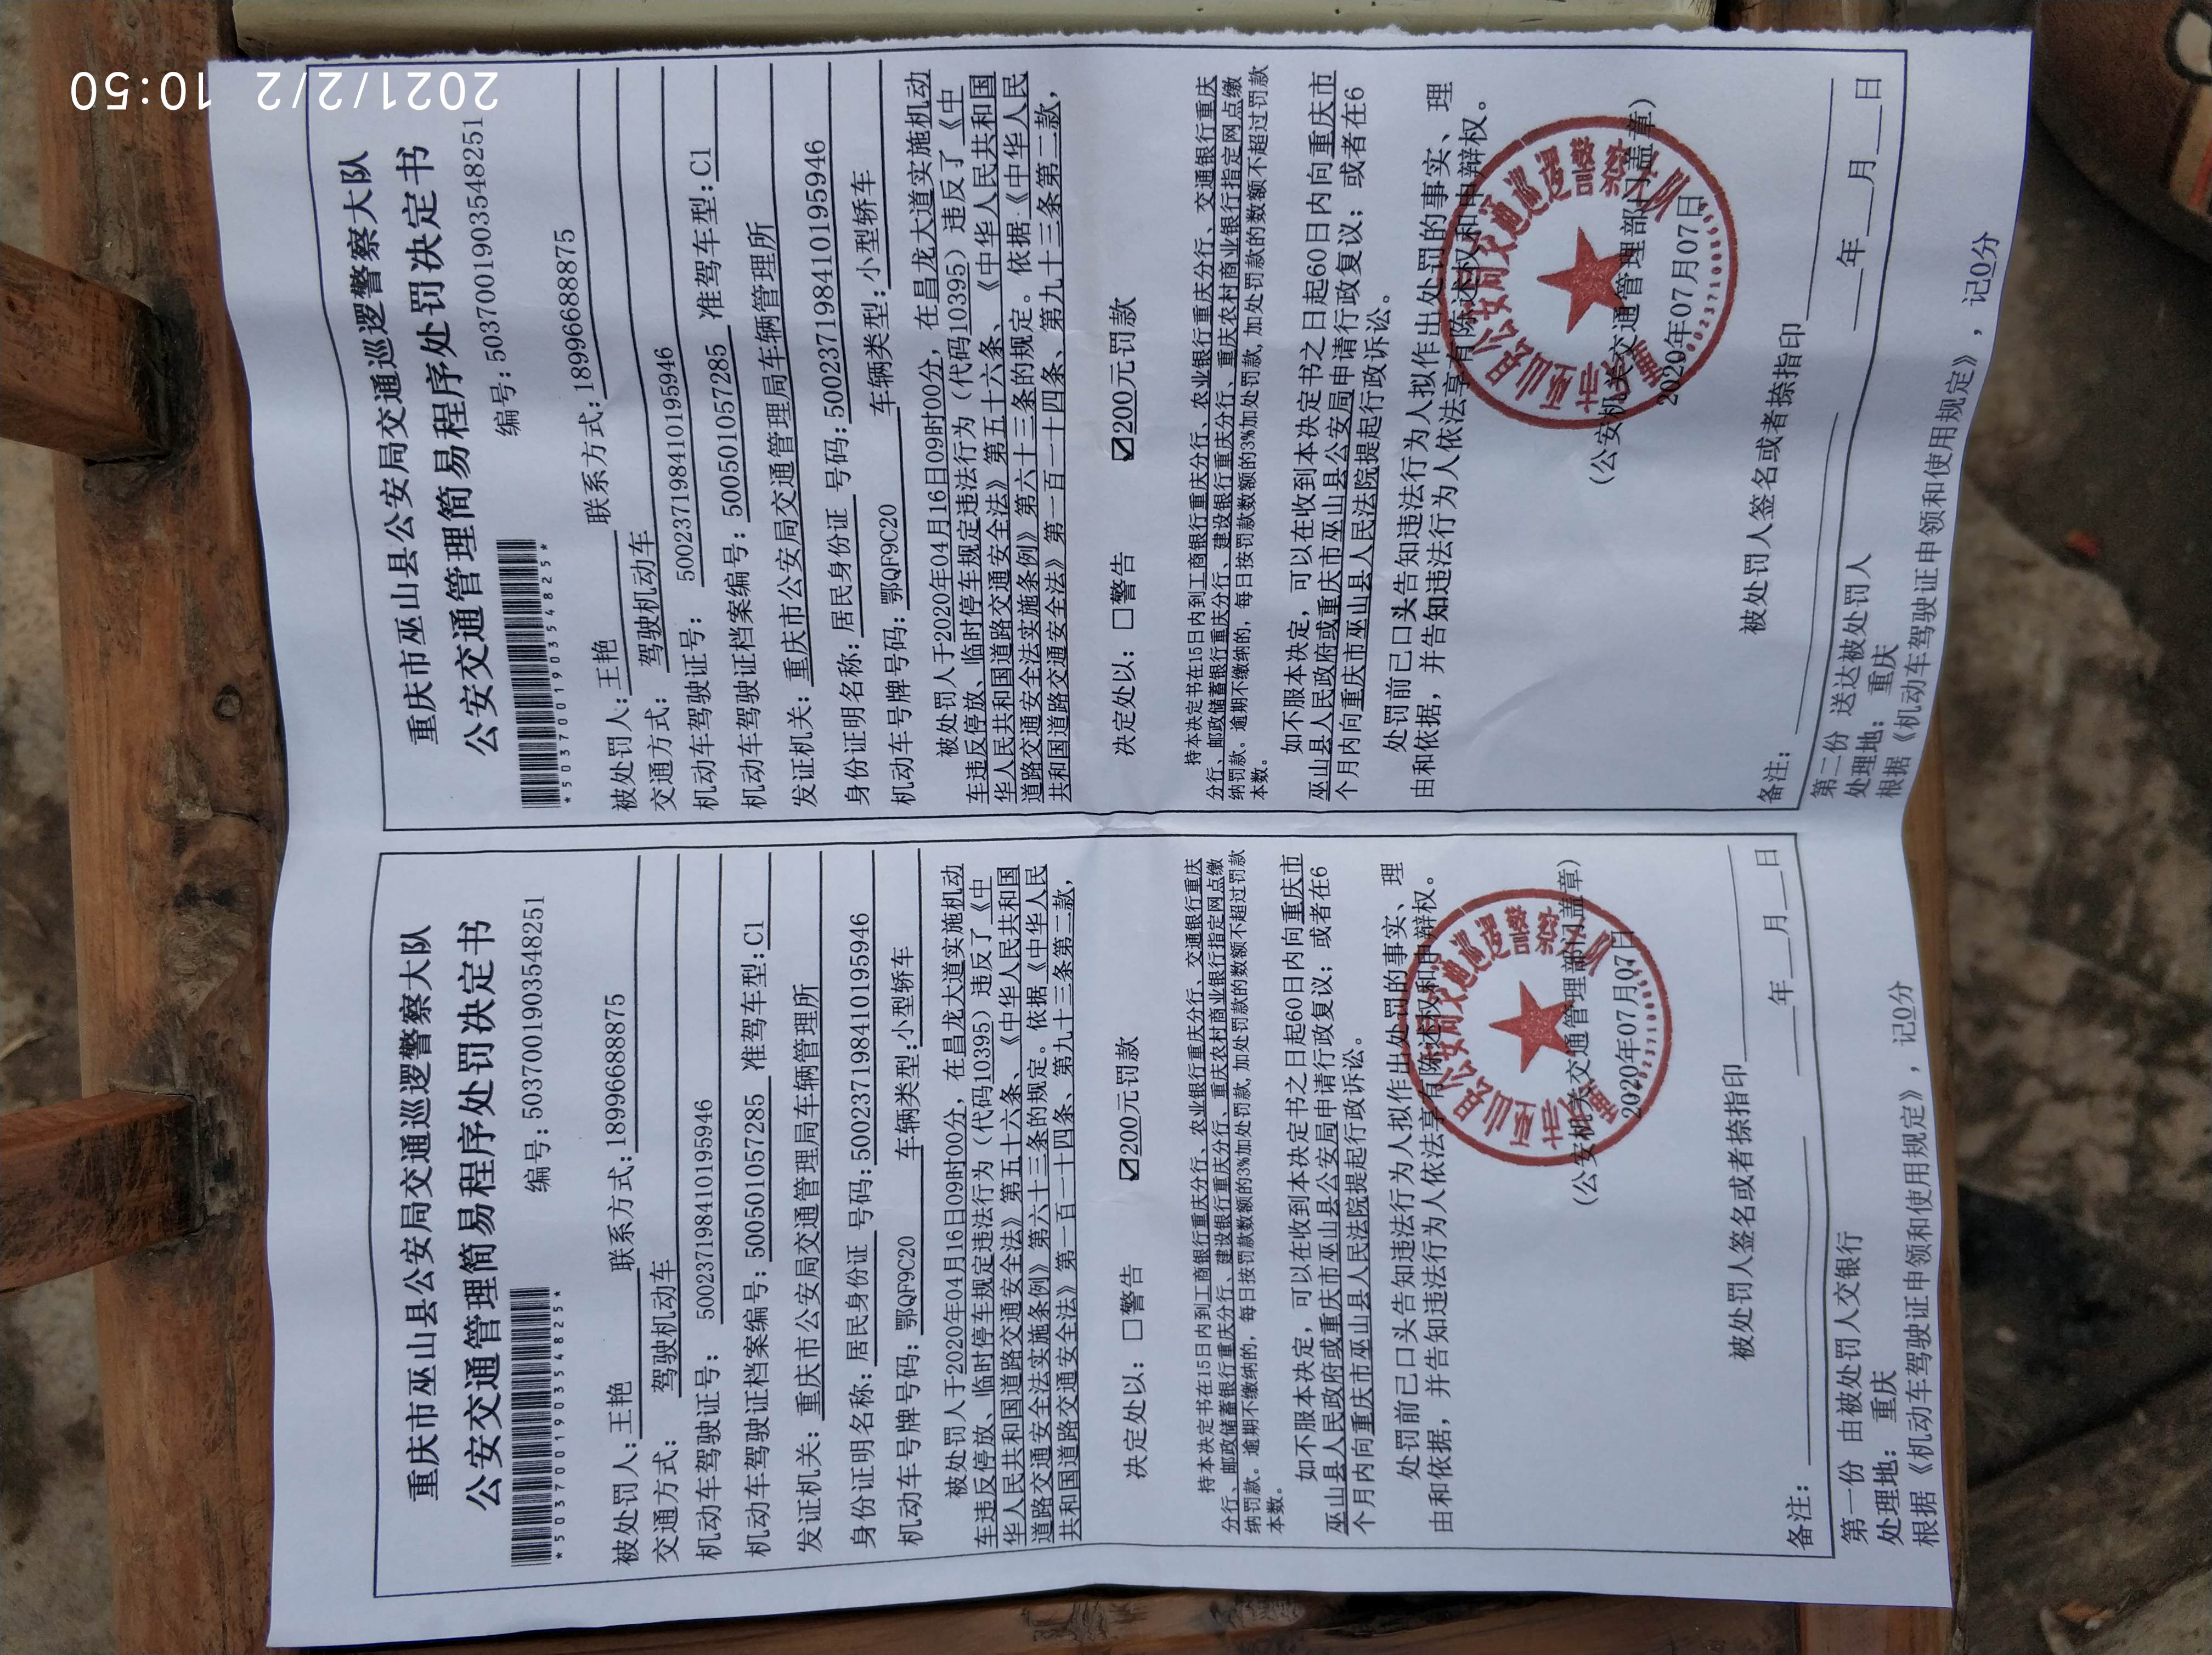 重庆市巫山县公安局交通巡逻警察大队
公安交通管理简易程序处罚决定书
编号:5037001903548251
*503700190354825*
被处罚人:王艳 联系方式:18996688875
交通方式: 驾驶机动车
机动车驾驶证号: 500237198410195946
机动车驾驶证档案编号:500501057285 准驾车型:C1
发证机关:重庆市公安局交通管理局车辆管理所
身份证明名称:居民身份证 号码:500237198410195946
机动车号牌号码:鄂QF9C20 车辆类型:小型轿车
被处罚人于2020年04月16日09时00分,在昌龙大道实施机动
车违反停放、临时停车规定违法行为(代码10395)违反了《中
华人民共和国道路交通安全法》第五十六条、《中华人民共和国
道路交通安全法实施条例》第六十三条的规定。依据《中华人民
共和国道路交通安全法》第一百一十四条、第九十三条第二款,
决定处以:□警告 ☑200元罚款
持本决定书在15日内到工商银行重庆分行、农业银行重庆分行、交通银行重庆
分行、邮政储蓄银行重庆分行、建设银行重庆分行、重庆农村商业银行指定网点缴
纳罚款。逾期不缴纳的,每日按罚款数额的3%加处罚款,加处罚款的数额不超过罚款
本数。
如不服本决定,可以在收到本决定书之日起60日内向重庆市
巫山县人民政府或重庆市巫山县公安局申请行政复议;或者在6
个月内向重庆市巫山县人民法院提起行政诉讼。
处罚前已口头告知违法行为人拟作出处罚的事实、理
由和依据,并告知违法行为人依法享有陈述权和申辩权。
(公安机关交通管理部门盖章)
2020年07月07日
被处罚人签名或者捺指印
年 月 日
备注:
第一份 由被处罚人交银行
处理地: 重庆
根据《机动车驾驶证申领和使用规定》,记0分
重庆市巫山县公安局交通巡逻警察大队
公安交通管理简易程序处罚决定书
编号:5037001903548251
*503700190354825*
被处罚人:王艳 联系方式:18996688875
交通方式: 驾驶机动车
机动车驾驶证号: 500237198410195946
机动车驾驶证档案编号:500501057285 准驾车型:C1
发证机关:重庆市公安局交通管理局车辆管理所
身份证明名称:居民身份证 号码:500237198410195946
机动车号牌号码:鄂QF9C20 车辆类型:小型轿车
被处罚人于2020年04月16日09时00分,在昌龙大道实施机动
车违反停放、临时停车规定违法行为(代码10395)违反了《中
华人民共和国道路交通安全法》第五十六条、《中华人民共和国
道路交通安全法实施条例》第六十三条的规定。依据《中华人民
共和国道路交通安全法》第一百一十四条、第九十三条第二款,
决定处以:□警告 ☑200元罚款
持本决定书在15日内到工商银行重庆分行、农业银行重庆分行、交通银行重庆
分行、邮政储蓄银行重庆分行、建设银行重庆分行、重庆农村商业银行指定网点缴
纳罚款。逾期不缴纳的,每日按罚款数额的3%加处罚款,加处罚款的数额不超过罚款
本数。
如不服本决定,可以在收到本决定书之日起60日内向重庆市
巫山县人民政府或重庆市巫山县公安局申请行政复议;或者在6
个月内向重庆市巫山县人民法院提起行政诉讼。
处罚前已口头告知违法行为人拟作出处罚的事实、理
由和依据,并告知违法行为人依法享有陈述权和申辩权。
(公安机关交通管理部门盖章)
2020年07月07日
被处罚人签名或者捺指印
年 月 日
备注:
第二份 送达被处罚人
处理地: 重庆
根据《机动车驾驶证申领和使用规定》,记0分
2021/2/2 10:50